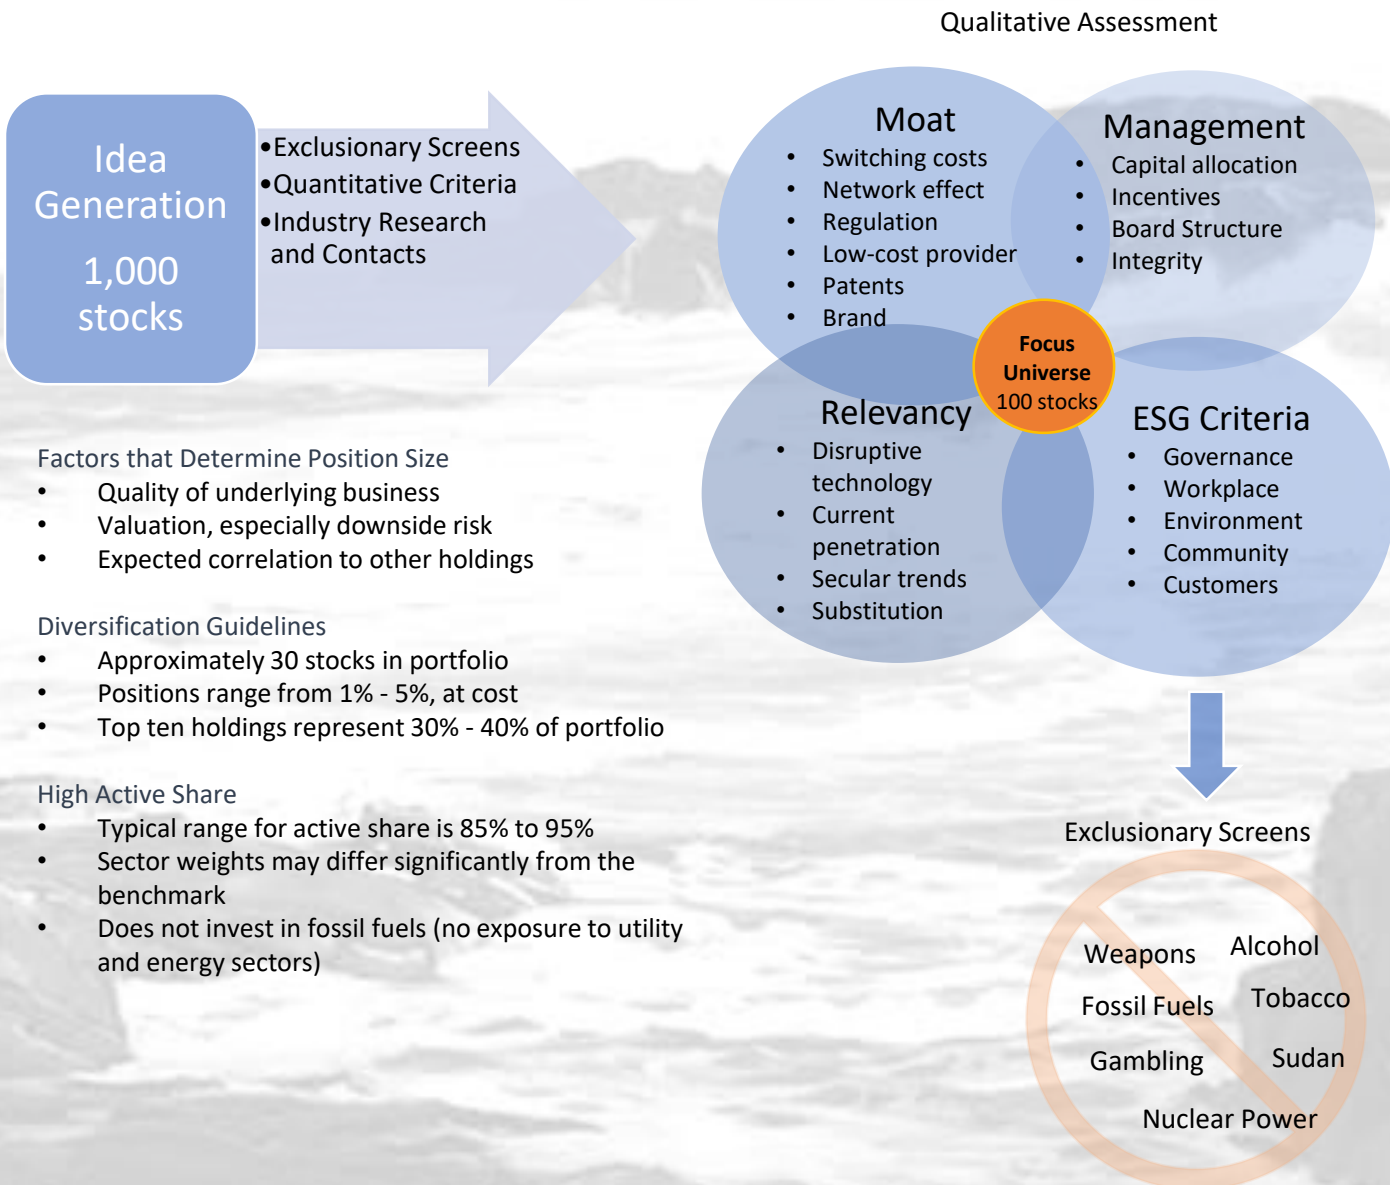 Qualitative Assessment
Idea
Generation
1,000
stocks
•Exclusionary Screens
•Quantitative Criteria
•Industry Research
and Contacts
Moat
• Switching costs
• Network effect
• Regulation
• Low-cost provider
• Patents
• Brand
Management
• Capital allocation
• Incentives
• Board Structure
• Integrity
Focus
Universe
100 stocks
Relevancy
• Disruptive
technology
• Current
penetration
• Secular trends
• Substitution
ESG Criteria
• Governance
• Workplace
• Environment
• Community
• Customers
Factors that Determine Position Size
• Quality of underlying business
• Valuation, especially downside risk
• Expected correlation to other holdings
Diversification Guidelines
• Approximately 30 stocks in portfolio
• Positions range from 1% - 5%, at cost
• Top ten holdings represent 30% - 40% of portfolio
High Active Share
• Typical range for active share is 85% to 95%
• Sector weights may differ significantly from the
benchmark
• Does not invest in fossil fuels (no exposure to utility
and energy sectors)
Exclusionary Screens
Weapons
Alcohol
Fossil Fuels
Tobacco
Gambling
Sudan
Nuclear Power